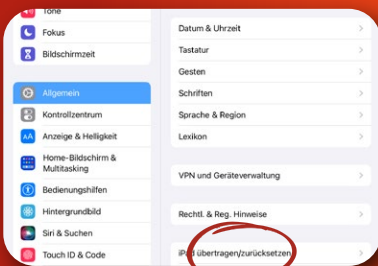 Töne
Fokus
Bildschirmzeit
Allgemein
Kontrollzentrum
AA Anzeige & Helligkeit
Home-Bildschirm &
Multitasking
Bedienungshilfen
Hintergrundbild
Siri & Suchen
Touch ID & Code
Datum & Uhrzeit
Tastatur
Gesten
Schriften
Sprache & Region
Lexikon
VPN und Geräteverwaltung
Rechtl. & Reg. Hinweise
iPad übertragen/zurücksetzen